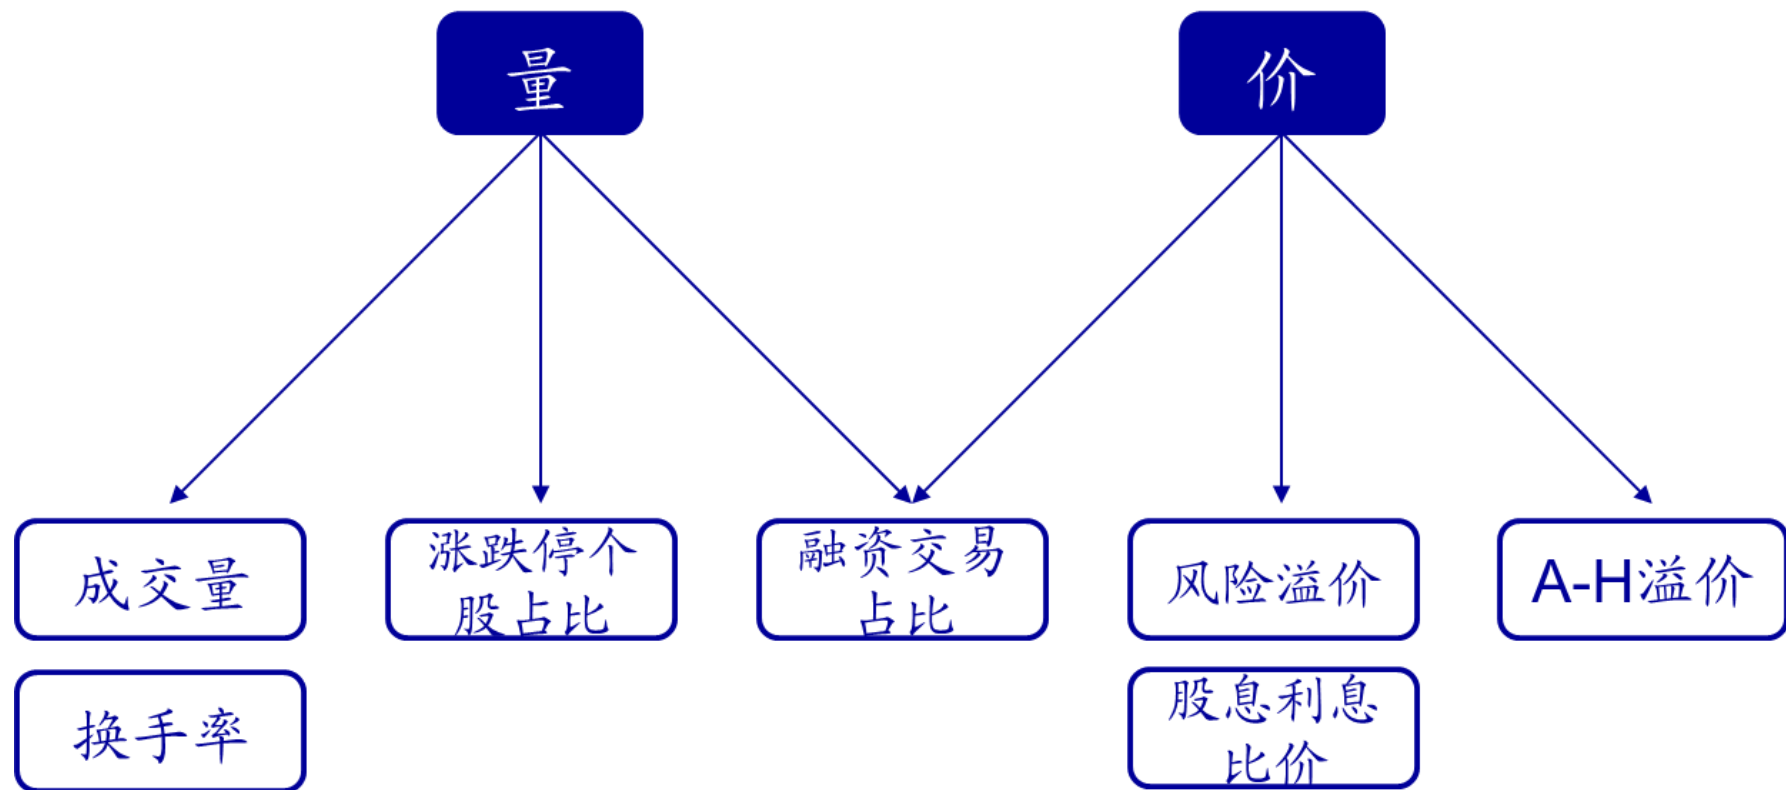 量
价
成交量
涨跌停个
股占比
融资交易
占比
风险溢价
A-H溢价
换手率
股息利息
比价